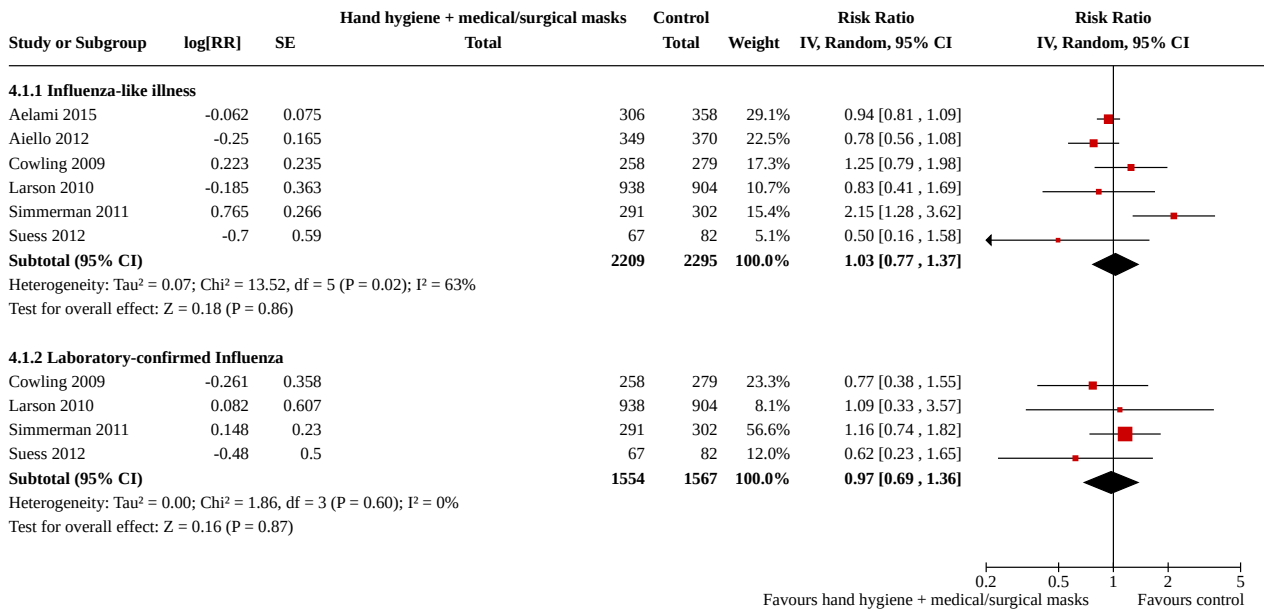 Hand hygiene + medical/surgical masks Control Risk Ratio Risk Ratio
Study or Subgroup log[RR] SE Total Total Weight IV, Random, 95% CI IV, Random, 95% CI
4.1.1 Influenza-like illness
Aelami 2015 -0.062 0.075 306 358 29.1% 0.94 [0.81 , 1.09]
Aiello 2012 -0.25 0.165 349 370 22.5% 0.78 [0.56 , 1.08]
Cowling 2009 0.223 0.235 258 279 17.3% 1.25 [0.79 , 1.98]
Larson 2010 -0.185 0.363 938 904 10.7% 0.83 [0.41 , 1.69]
Simmerman 2011 0.765 0.266 291 302 15.4% 2.15 [1.28 , 3.62]
Suess 2012 -0.7 0.59 67 82 5.1% 0.50 [0.16 , 1.58]
Subtotal (95% CI) 2209 2295 100.0% 1.03 [0.77 , 1.37]
Heterogeneity: Tau² = 0.07; Chi² = 13.52, df = 5 (P = 0.02); I² = 63%
Test for overall effect: Z = 0.18 (P = 0.86)
4.1.2 Laboratory-confirmed Influenza
Cowling 2009 -0.261 0.358 258 279 23.3% 0.77 [0.38 , 1.55]
Larson 2010 0.082 0.607 938 904 8.1% 1.09 [0.33 , 3.57]
Simmerman 2011 0.148 0.23 291 302 56.6% 1.16 [0.74 , 1.82]
Suess 2012 -0.48 0.5 67 82 12.0% 0.62 [0.23 , 1.65]
Subtotal (95% CI) 1554 1567 100.0% 0.97 [0.69 , 1.36]
Heterogeneity: Tau² = 0.00; Chi² = 1.86, df = 3 (P = 0.60); I² = 0%
Test for overall effect: Z = 0.16 (P = 0.87)
0.2 0.5 1 2 5
Favours hand hygiene + medical/surgical masks Favours control